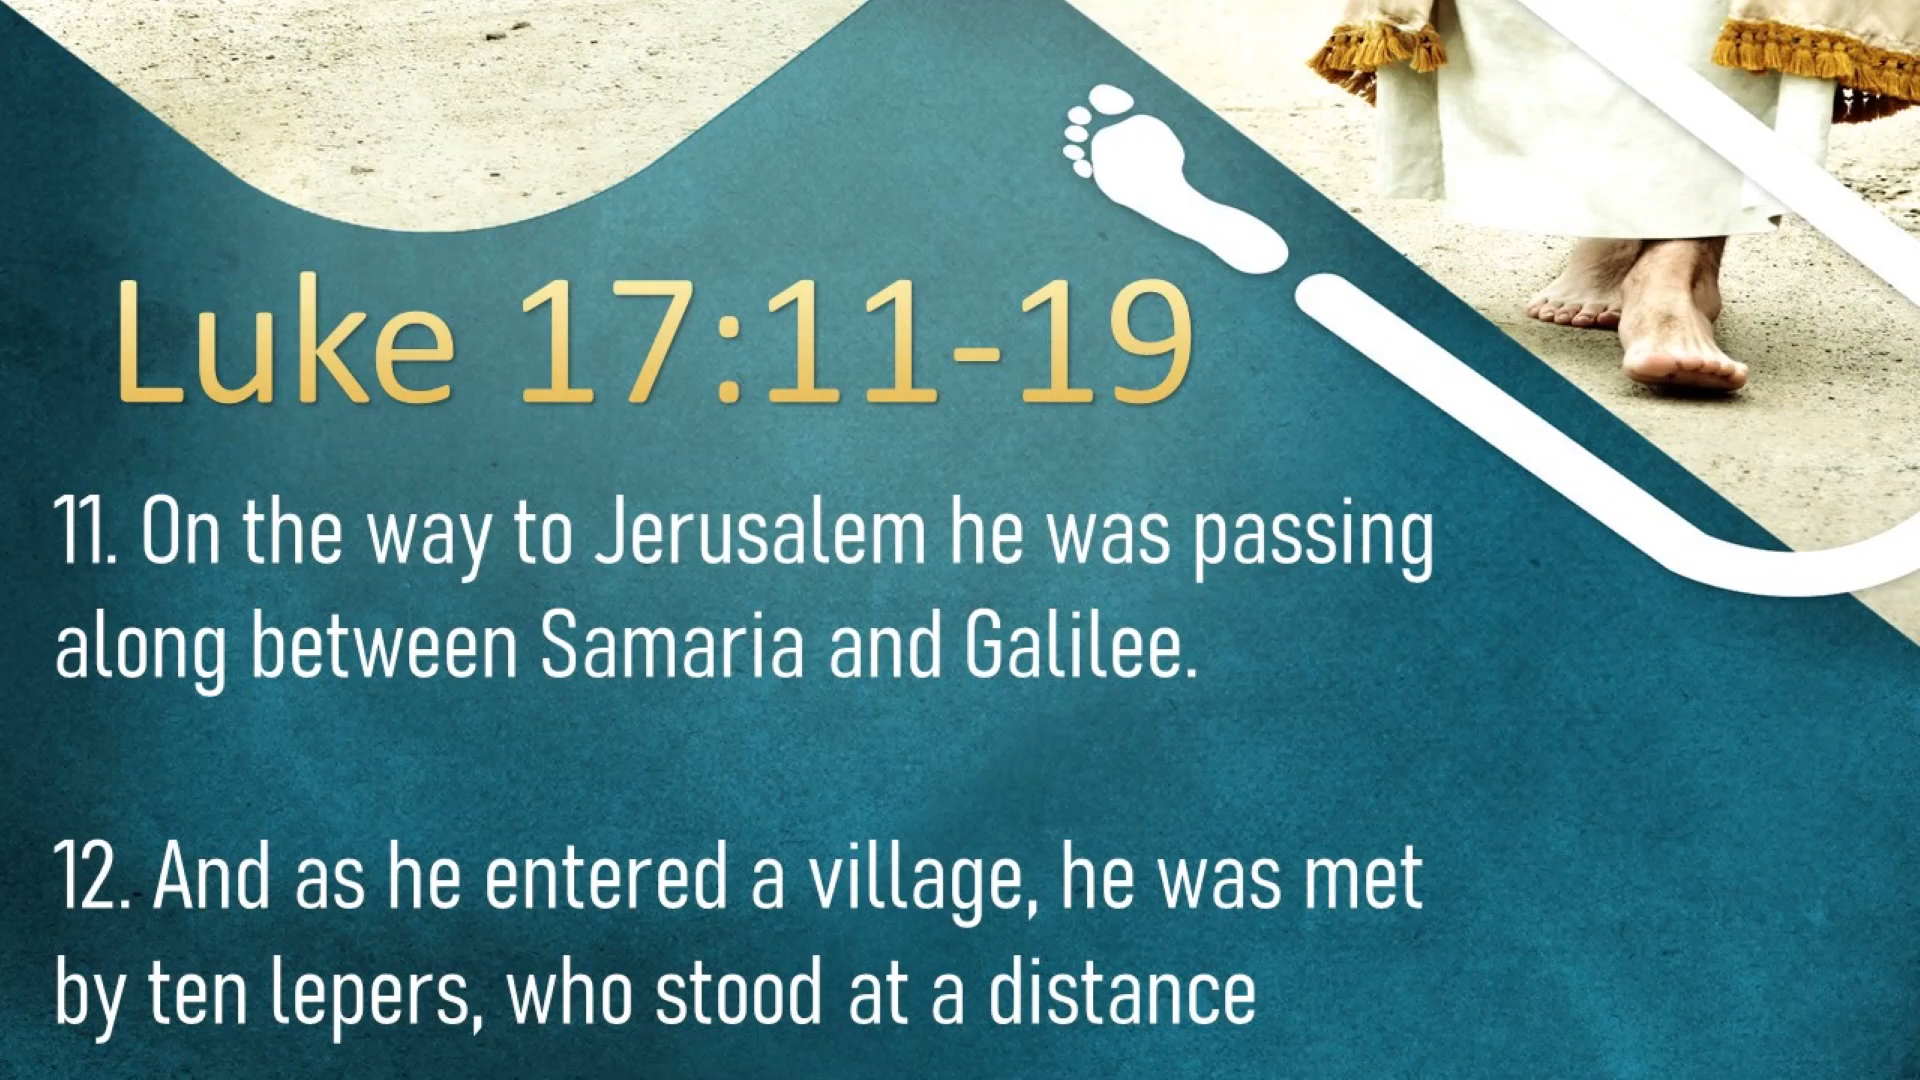 Luke 17:11-19
11. On the way to Jerusalem he was passing
along between Samaria and Galilee.
12. And as he entered a village, he was met
by ten lepers, who stood at a distance